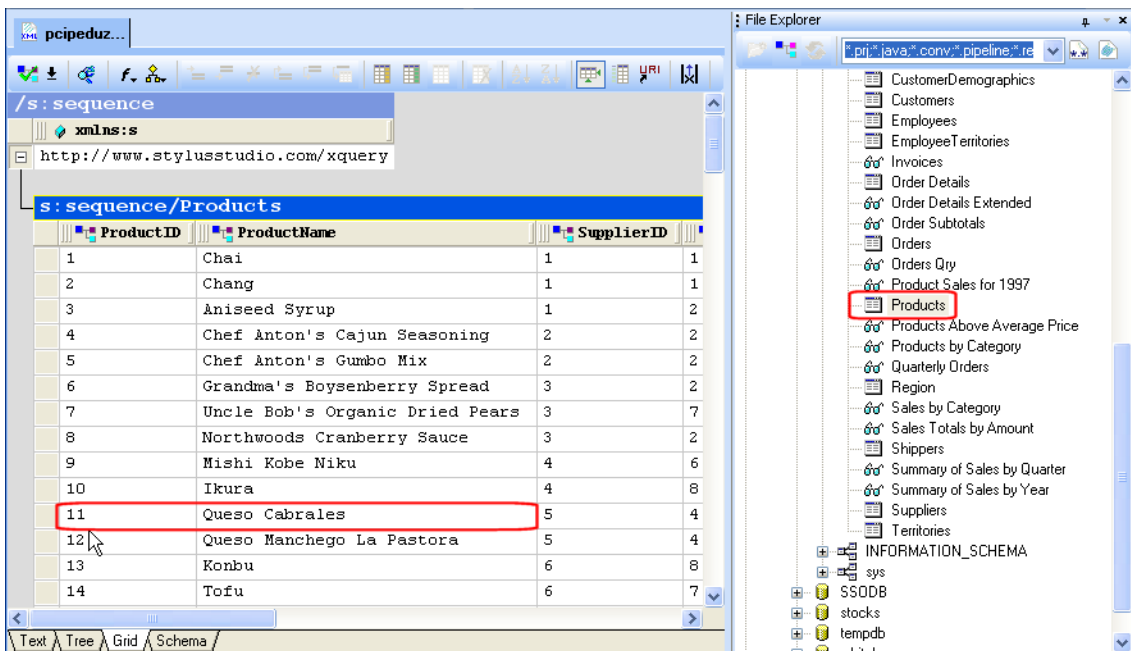 pcipeduz...
/s:sequence
xmlns:s
http://www.stylusstudio.com/xquery
s:sequence/Products
ProductID ProductName SupplierID
1 Chai 1 1
2 Chang 1 1
3 Aniseed Syrup 1 2
4 Chef Anton's Cajun Seasoning 2 2
5 Chef Anton's Gumbo Mix 2 2
6 Grandma's Boysenberry Spread 3 2
7 Uncle Bob's Organic Dried Pears 3 7
8 Northwoods Cranberry Sauce 3 2
9 Mishi Kobe Niku 4 6
10 Ikura 4 8
11 Queso Cabrales 5 4
12 Queso Manchego La Pastora 5 4
13 Konbu 6 8
14 Tofu 6 7
Text Tree Grid Schema
File Explorer
*.prj;*.java;*.conv;*.pipeline;*.re
CustomerDemographics
Customers
Employees
EmployeeTerritories
Invoices
Order Details
Order Details Extended
Order Subtotals
Orders
Orders Qry
Product Sales for 1997
Products
Products Above Average Price
Products by Category
Quarterly Orders
Region
Sales by Category
Sales Totals by Amount
Shippers
Summary of Sales by Quarter
Summary of Sales by Year
Suppliers
Territories
INFORMATION_SCHEMA
sys
SSODB
stocks
tempdb